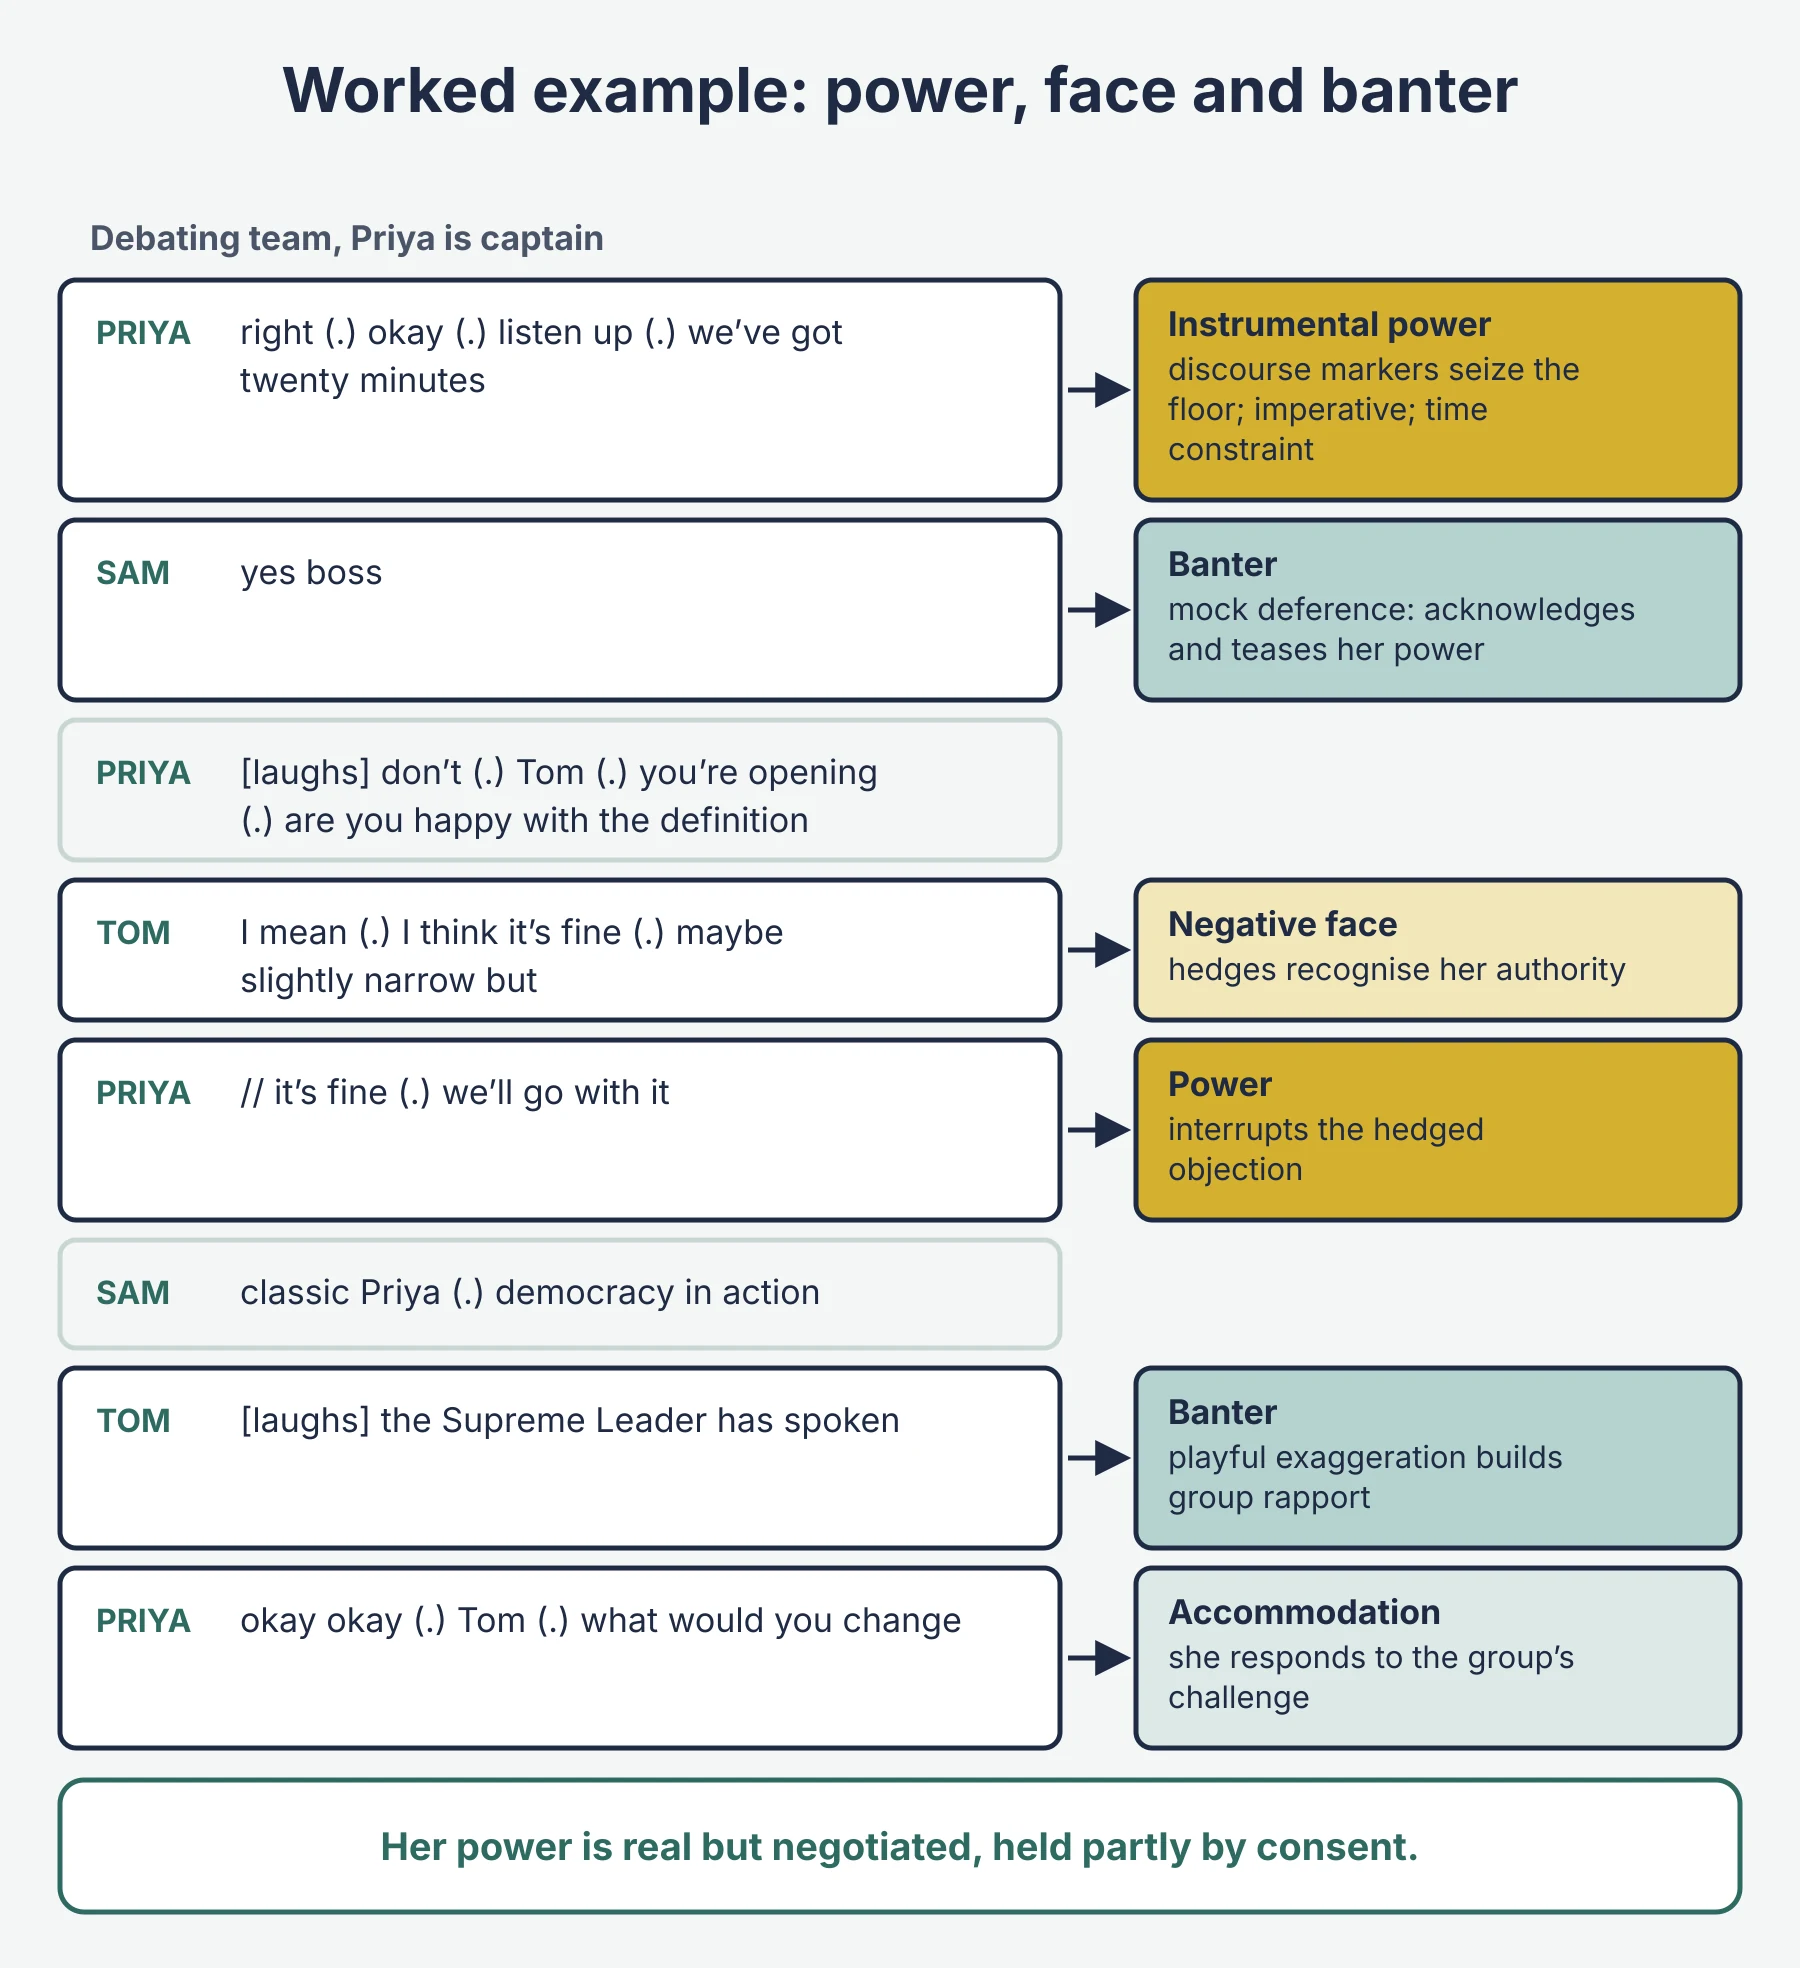 Worked example: power, face and banter
Debating team, Priya is captain
PRIYA right (.) okay (.) listen up (.) we’ve got
twenty minutes
Instrumental power
discourse markers seize the
floor; imperative; time
constraint
SAM yes boss
Banter
mock deference: acknowledges
and teases her power
PRIYA [laughs] don’t (.) Tom (.) you’re opening
(.) are you happy with the definition
TOM I mean (.) I think it’s fine (.) maybe
slightly narrow but
Negative face
hedges recognise her authority
PRIYA // it’s fine (.) we’ll go with it
Power
interrupts the hedged
objection
SAM classic Priya (.) democracy in action
TOM [laughs] the Supreme Leader has spoken
Banter
playful exaggeration builds
group rapport
PRIYA okay okay (.) Tom (.) what would you change
Accommodation
she responds to the group’s
challenge
Her power is real but negotiated, held partly by consent.